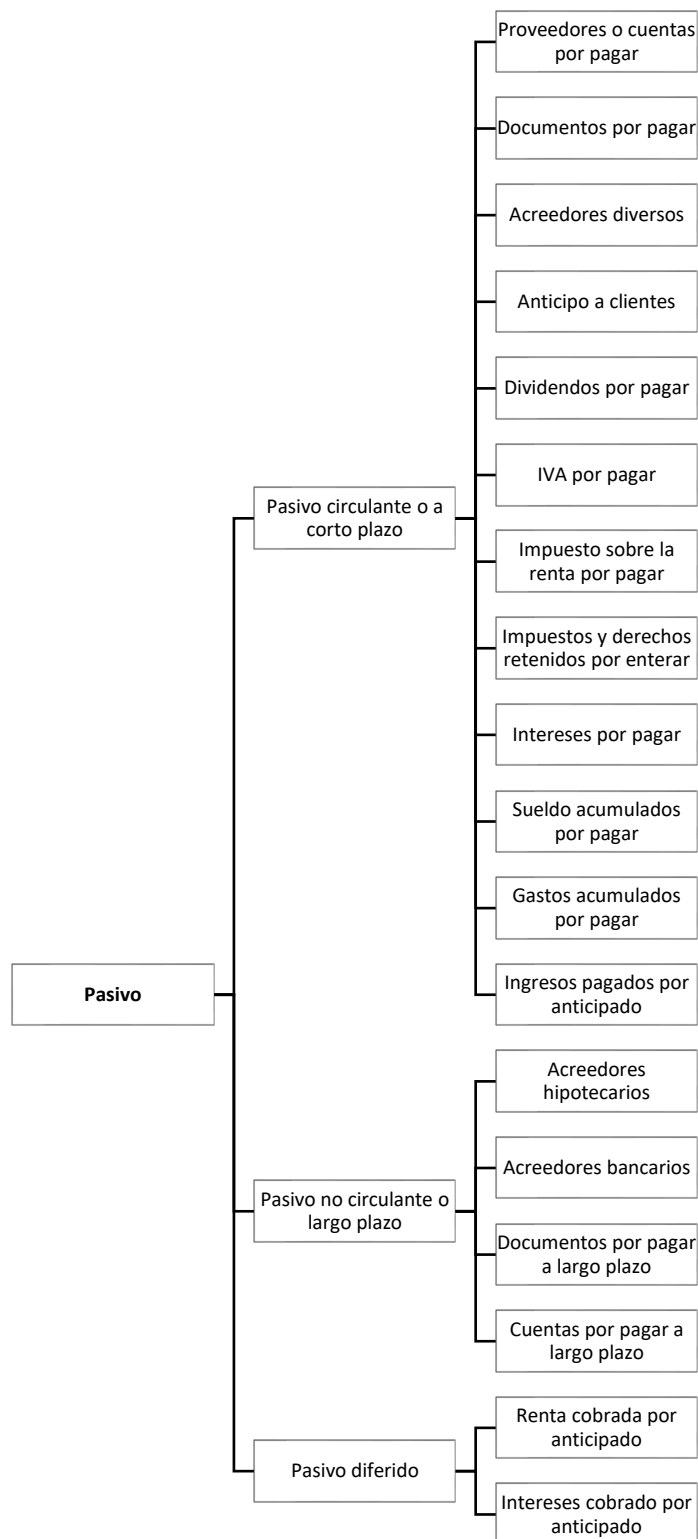 Pasivo
Pasivo circulante o a
corto plazo
Proveedores o cuentas
por pagar
Documentos por pagar
Acreedores diversos
Anticipo a clientes
Dividendos por pagar
IVA por pagar
Impuesto sobre la
renta por pagar
Impuestos y derechos
retenidos por enterar
Intereses por pagar
Sueldo acumulados
por pagar
Gastos acumulados
por pagar
Ingresos pagados por
anticipado
Pasivo no circulante o
largo plazo
Acreedores
hipotecarios
Acreedores bancarios
Documentos por pagar
a largo plazo
Cuentas por pagar a
largo plazo
Pasivo diferido
Renta cobrada por
anticipado
Intereses cobrado por
anticipado